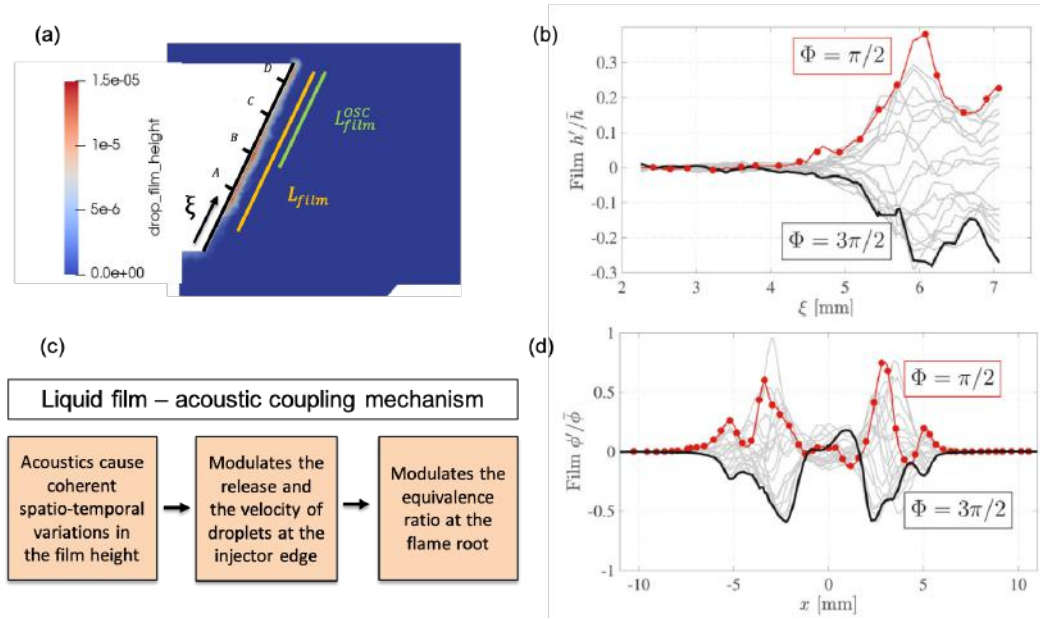 (a)
drop_film_height
1.5e-05
1e-5
5e-6
0.0e+00
D
C
B
A
ξ
L_film^OSC
L_film
(b)
Film h'/h̄
0.3
0.2
0.1
0
-0.1
-0.2
-0.3
Φ = π/2
Φ = 3π/2
2 3 4 5 6 7
ξ [mm]
(c)
Liquid film – acoustic coupling mechanism
Acoustics cause
coherent
spatio-temporal
variations in
the film height
Modulates the
release and
the velocity of
droplets at the
injector edge
Modulates the
equivalence
ratio at the
flame root
(d)
Film ϕ'/ϕ̄
1
0.5
0
-0.5
-1
Φ = π/2
Φ = 3π/2
-10 -5 0 5 10
x [mm]